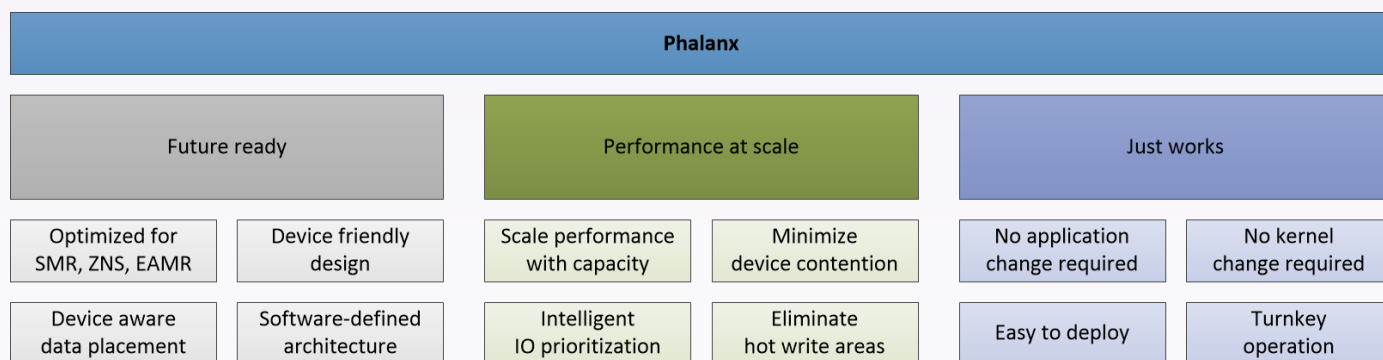 Phalanx
Future ready
Performance at scale
Just works
Optimized for
SMR, ZNS, EAMR
Device friendly
design
Scale performance
with capacity
Minimize
device contention
No application
change required
No kernel
change required
Device aware
data placement
Software-defined
architecture
Intelligent
IO prioritization
Eliminate
hot write areas
Easy to deploy
Turnkey
operation